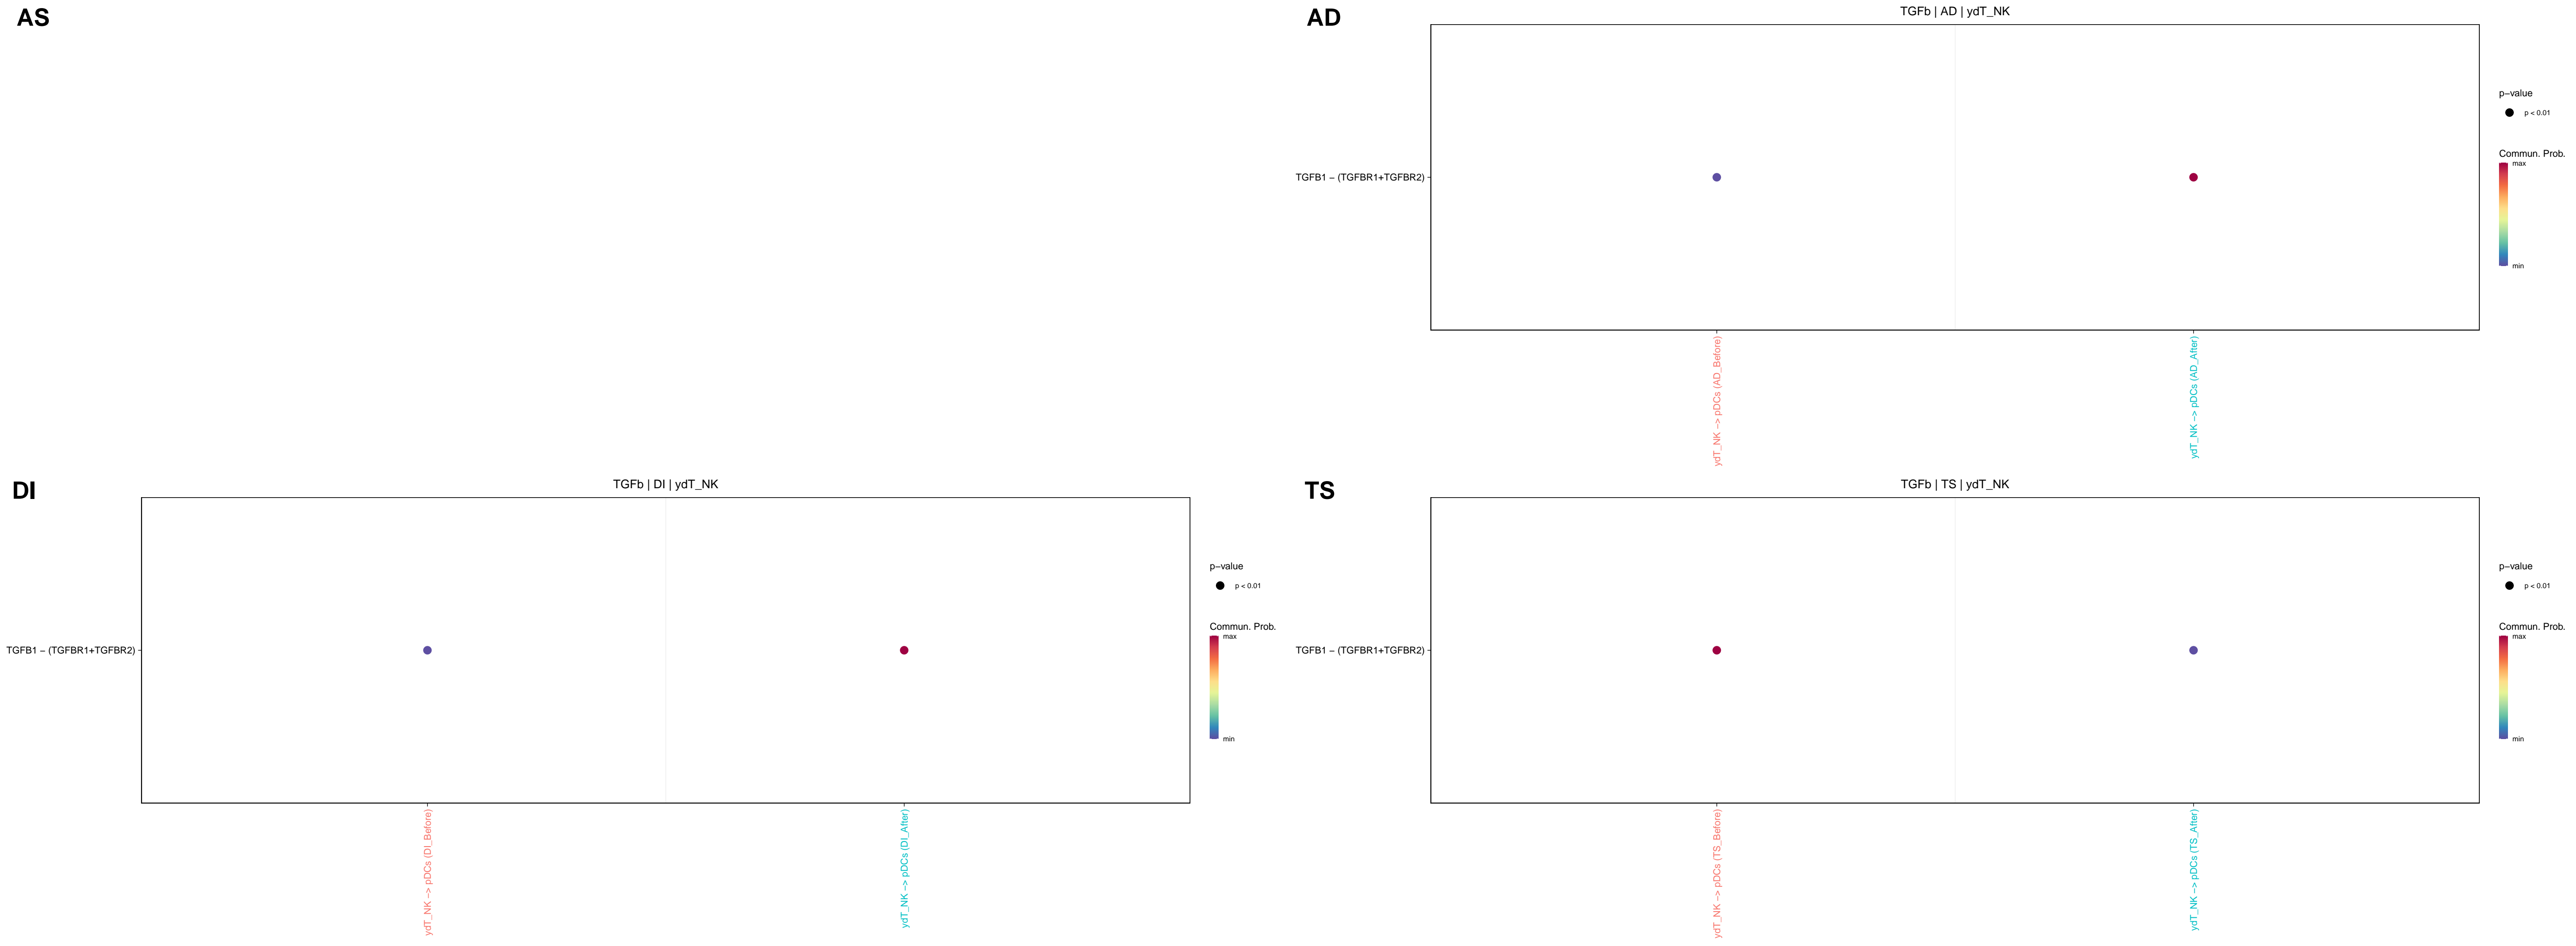 AS
AD
TGFb | AD | ydT_NK
TGFB1 − (TGFBR1+TGFBR2)
ydT_NK −> pDCs (AD_Before)
ydT_NK −> pDCs (AD_After)
p−value
p < 0.01
Commun. Prob.
max
min
DI
TGFb | DI | ydT_NK
TGFB1 − (TGFBR1+TGFBR2)
ydT_NK −> pDCs (DI_Before)
ydT_NK −> pDCs (DI_After)
p−value
p < 0.01
Commun. Prob.
max
min
TS
TGFb | TS | ydT_NK
TGFB1 − (TGFBR1+TGFBR2)
ydT_NK −> pDCs (TS_Before)
ydT_NK −> pDCs (TS_After)
p−value
p < 0.01
Commun. Prob.
max
min